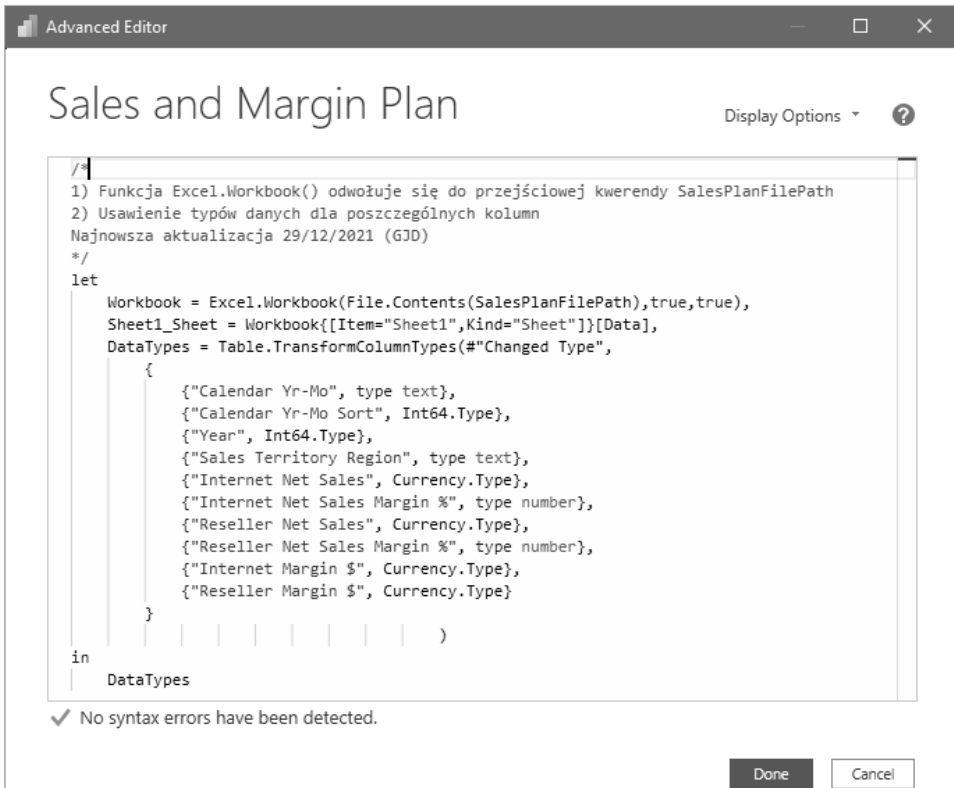 Advanced Editor
Sales and Margin Plan
Display Options
/*
1) Funkcja Excel.Workbook() odwołuje się do przejściowej kwerendy SalesPlanFilePath
2) Usawienie typów danych dla poszczególnych kolumn
Najnowsza aktualizacja 29/12/2021 (GJD)
*/
let
Workbook = Excel.Workbook(File.Contents(SalesPlanFilePath),true,true),
Sheet1_Sheet = Workbook{[Item="Sheet1",Kind="Sheet"]}[Data],
DataTypes = Table.TransformColumnTypes(#"Changed Type",
{
{"Calendar Yr-Mo", type text},
{"Calendar Yr-Mo Sort", Int64.Type},
{"Year", Int64.Type},
{"Sales Territory Region", type text},
{"Internet Net Sales", Currency.Type},
{"Internet Net Sales Margin %", type number},
{"Reseller Net Sales", Currency.Type},
{"Reseller Net Sales Margin %", type number},
{"Internet Margin $", Currency.Type},
{"Reseller Margin $", Currency.Type}
}
)
in
DataTypes
No syntax errors have been detected.
Done Cancel